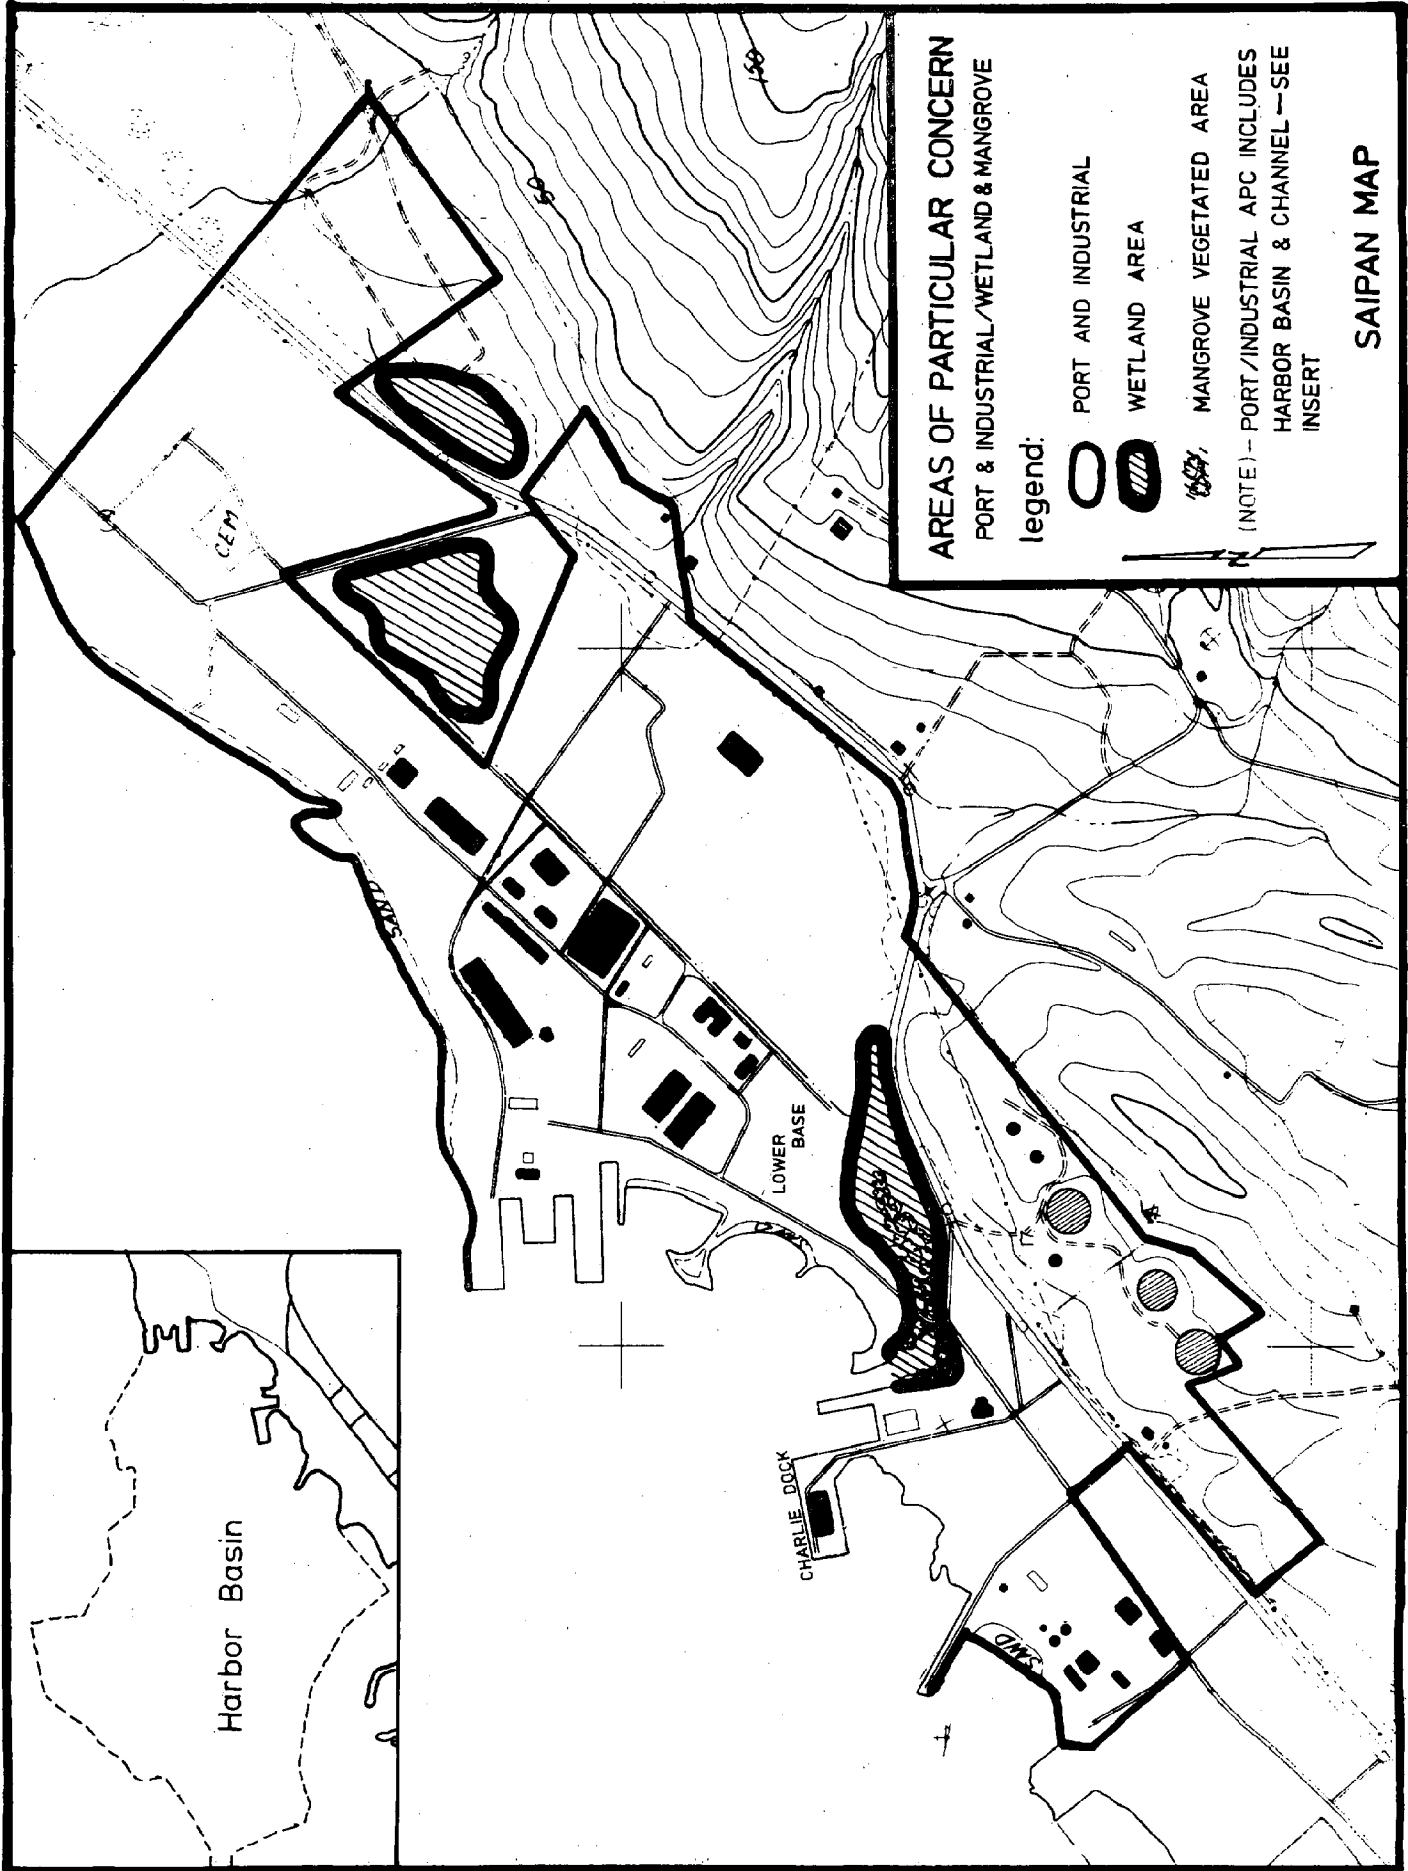 AREAS OF PARTICULAR CONCERN
PORT & INDUSTRIAL/WETLAND & MANGROVE
legend:
PORT AND INDUSTRIAL
WETLAND AREA
MANGROVE VEGETATED AREA
(NOTE)- PORT/INDUSTRIAL APC INCLUDES
HARBOR BASIN & CHANNEL—SEE
INSERT
N
SAIPAN MAP
Harbor Basin
CHARLIE DOCK
LOWER
BASE
SAND
SAND
SAND
CEM
50
150
17